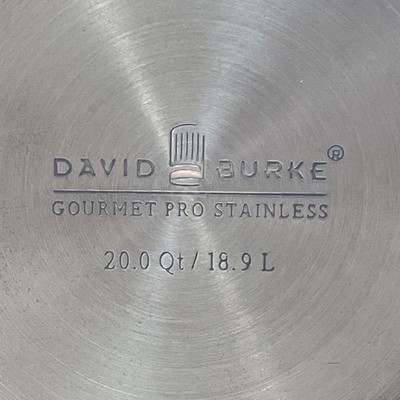 DAVID BURKE®
GOURMET PRO STAINLESS
20.0 Qt / 18.9 L